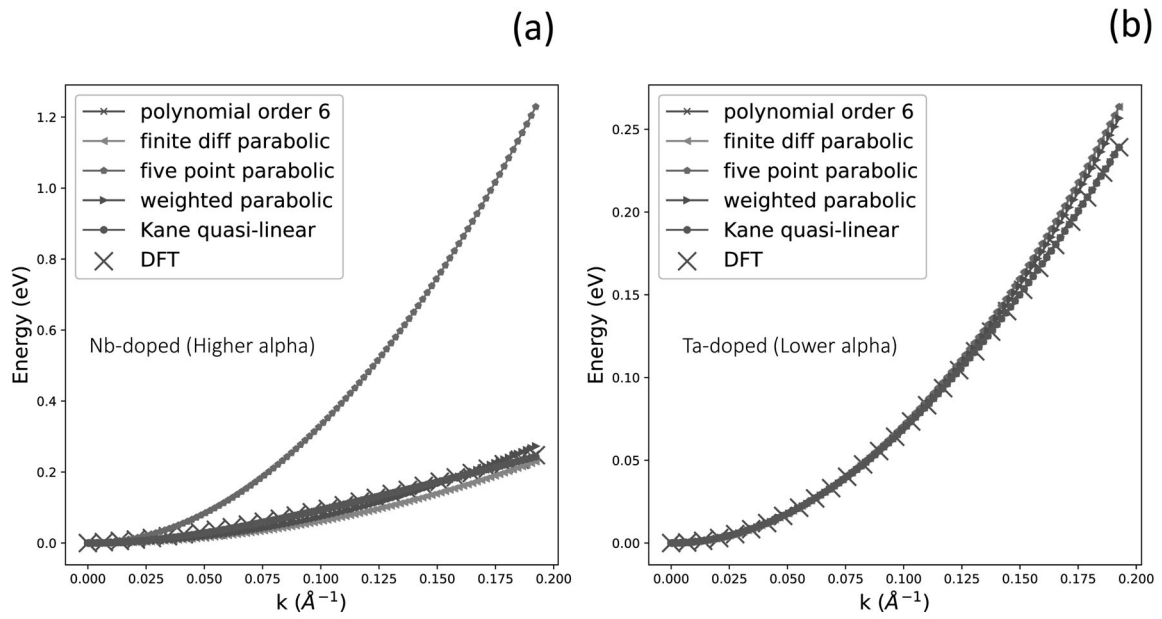 (a)
polynomial order 6
finite diff parabolic
five point parabolic
weighted parabolic
Kane quasi-linear
DFT
Nb-doped (Higher alpha)
Energy (eV)
1.2
1.0
0.8
0.6
0.4
0.2
0.0
0.000 0.025 0.050 0.075 0.100 0.125 0.150 0.175 0.200
k (Å⁻¹)
(b)
polynomial order 6
finite diff parabolic
five point parabolic
weighted parabolic
Kane quasi-linear
DFT
Ta-doped (Lower alpha)
Energy (eV)
0.25
0.20
0.15
0.10
0.05
0.00
0.000 0.025 0.050 0.075 0.100 0.125 0.150 0.175 0.200
k (Å⁻¹)